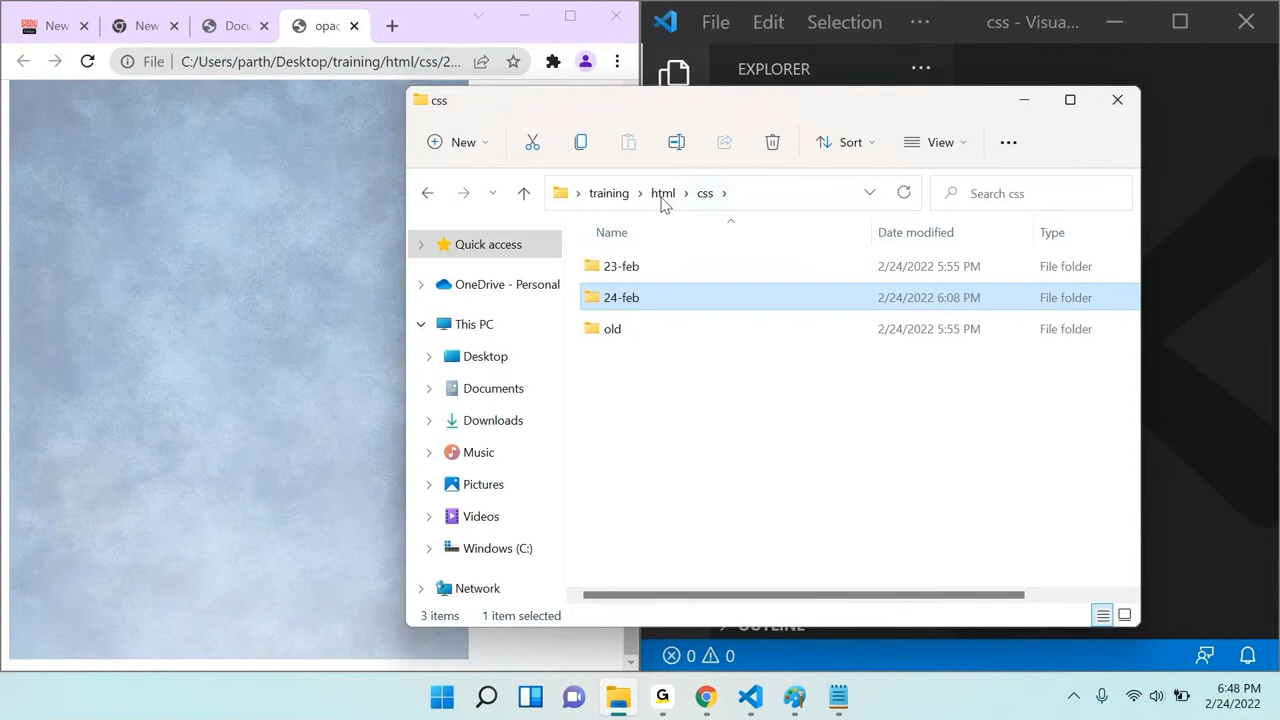 New
New
Docu
opac
File C:/Users/parth/Desktop/training/html/css/2...
File Edit Selection ··· css - Visua...
EXPLORER ···
css
New Sort View ···
training › html › css ›
Search css
Name Date modified Type
23-feb 2/24/2022 5:55 PM File folder
24-feb 2/24/2022 6:08 PM File folder
old 2/24/2022 5:55 PM File folder
Quick access
OneDrive - Personal
This PC
Desktop
Documents
Downloads
Music
Pictures
Videos
Windows (C:)
Network
3 items 1 item selected
OUTLINE
0 0
G
6:48 PM
2/24/2022